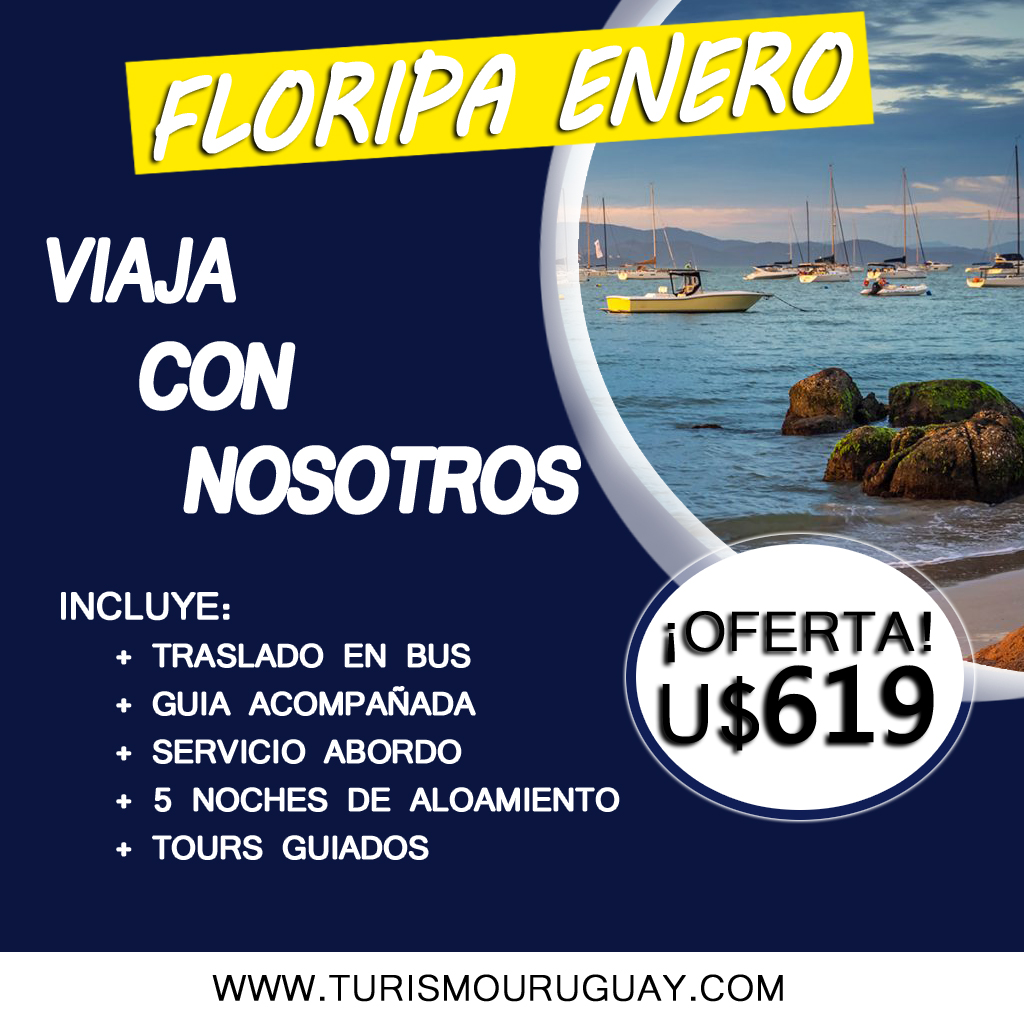 FLORIPA ENERO
VIAJA
CON
NOSOTROS
INCLUYE:
+ TRASLADO EN BUS
+ GUIA ACOMPAÑADA
+ SERVICIO ABORDO
+ 5 NOCHES DE ALOAMIENTO
+ TOURS GUIADOS
¡OFERTA!
U$619
WWW.TURISMOURUGUAY.COM